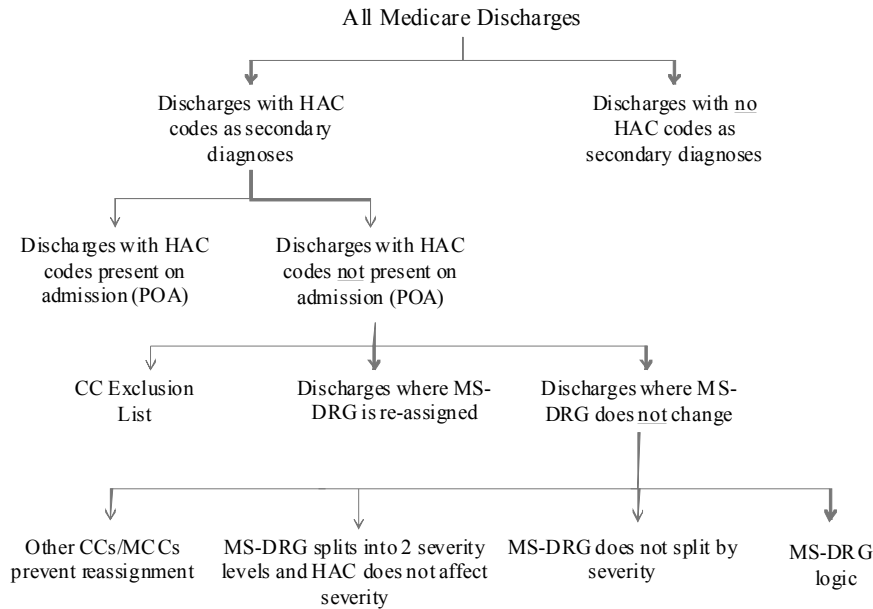 All Medicare Discharges
Discharges with HAC
codes as secondary
diagnoses
Discharges with no
HAC codes as
secondary diagnoses
Discharges with HAC
codes present on
admission (POA)
Discharges with HAC
codes not present on
admission (POA)
CC Exclusion
List
Discharges where MS-
DRG is re-assigned
Discharges where MS-
DRG does not change
Other CCs/MCCs
prevent reassignment
MS-DRG splits into 2 severity
levels and HAC does not affect
severity
MS-DRG does not split by
severity
MS-DRG
logic